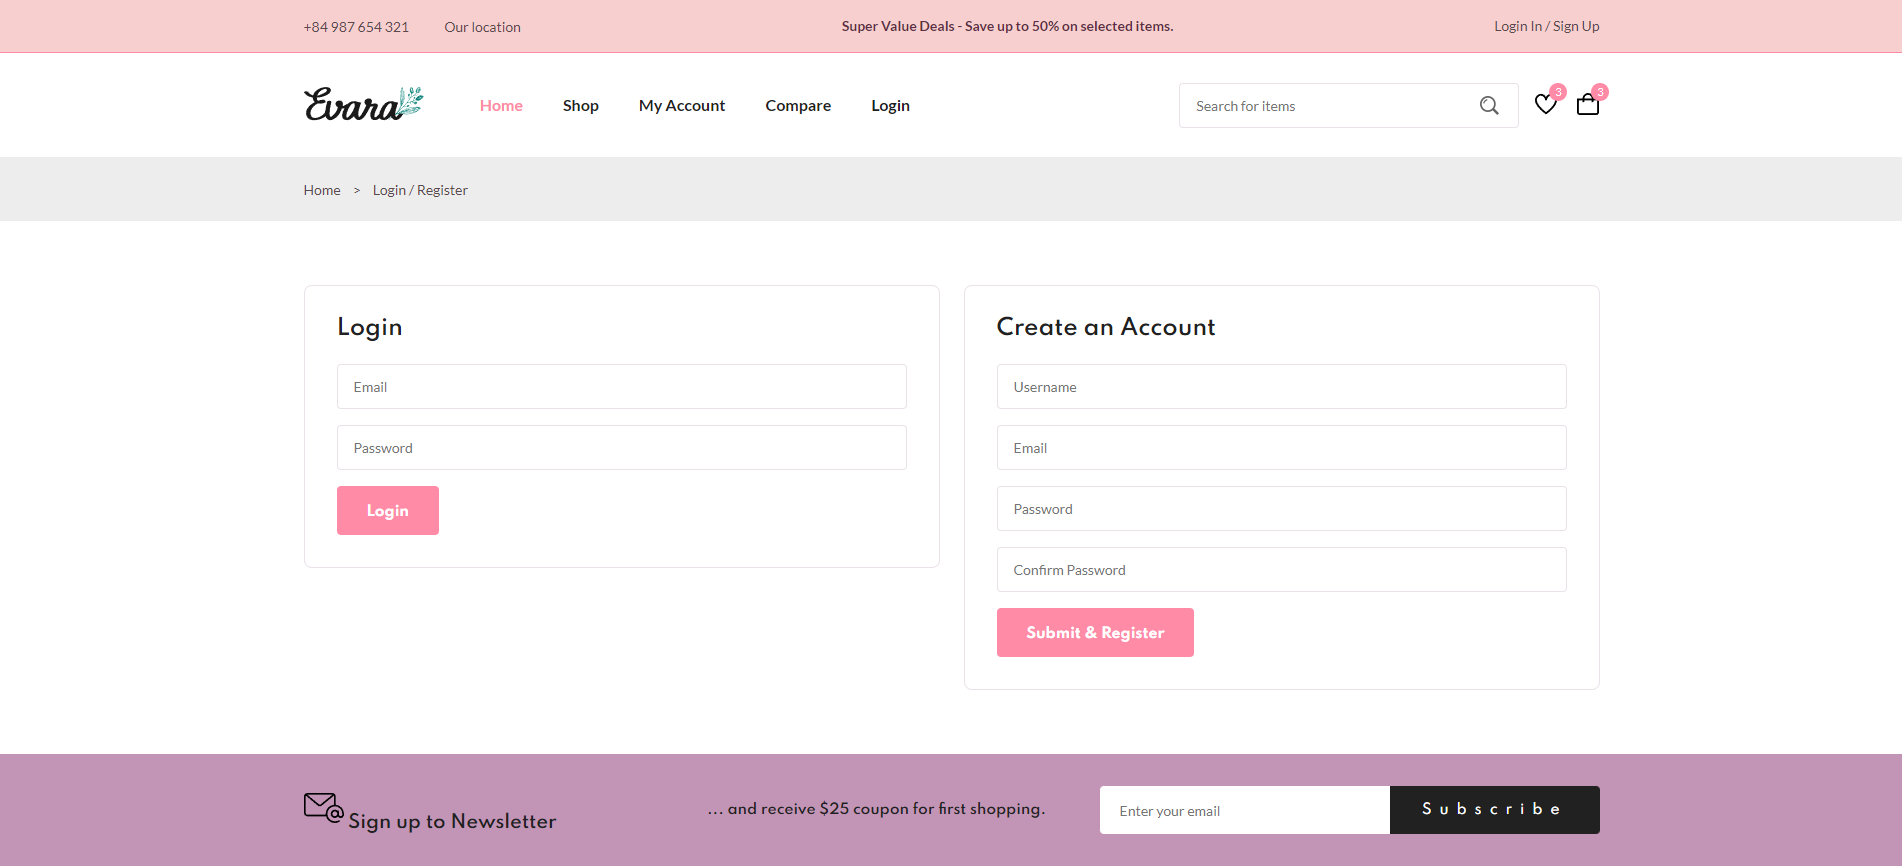 +84 987 654 321
Our location
Super Value Deals - Save up to 50% on selected items.
Login In / Sign Up
Evara
Home
Shop
My Account
Compare
Login
Search for items
3
3
Home > Login / Register
Login
Email
Password
Login
Create an Account
Username
Email
Password
Confirm Password
Submit & Register
Sign up to Newsletter
... and receive $25 coupon for first shopping.
Enter your email
Subscribe